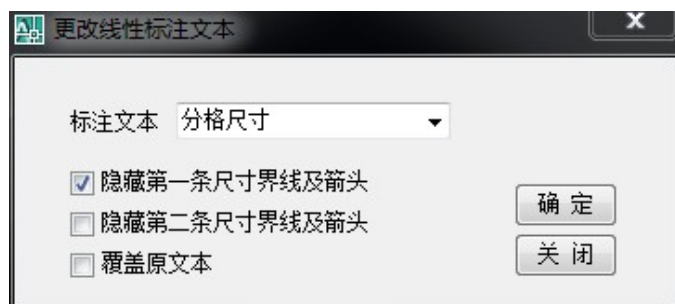 更改线性标注文本
标注文本 分格尺寸
隐藏第一条尺寸界线及箭头
隐藏第二条尺寸界线及箭头
覆盖原文本
确定
关闭